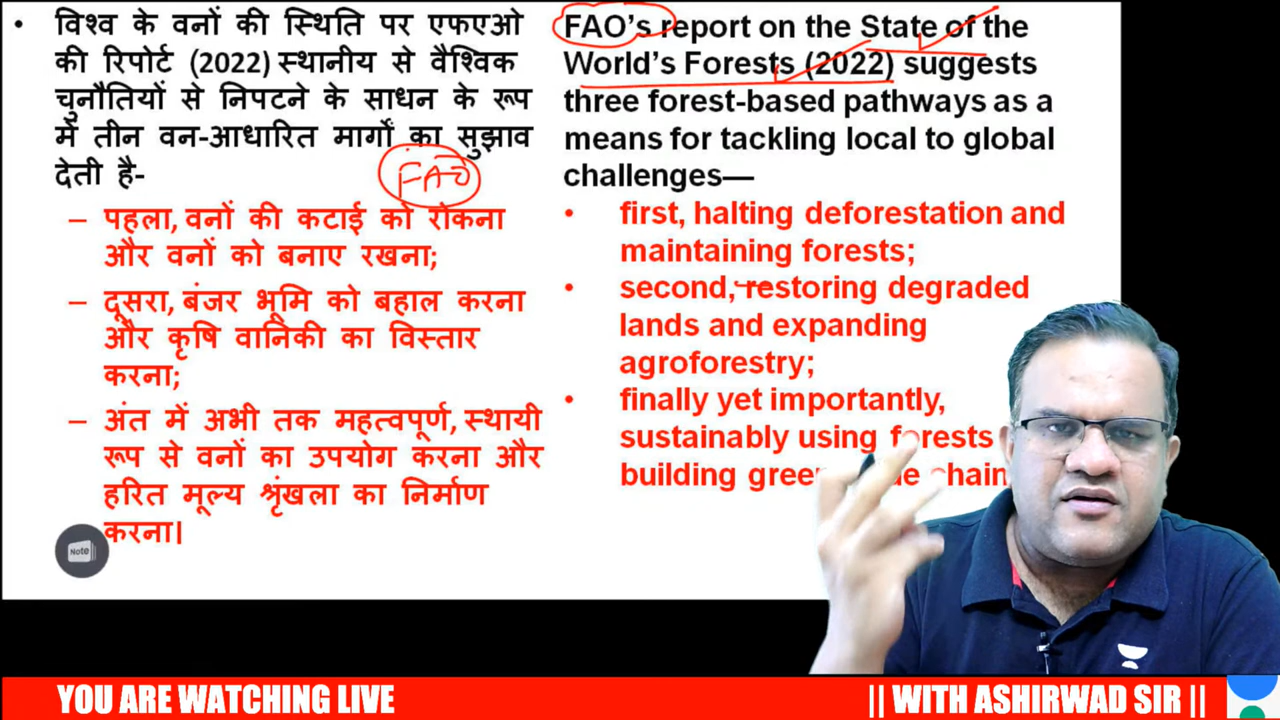 • विश्व के वनों की स्थिति पर एफएओ
की रिपोर्ट (2022) स्थानीय से वैश्विक
चुनौतियों से निपटने के साधन के रूप
में तीन वन-आधारित मार्गों का सुझाव
देती है-
FAO
– पहला, वनों की कटाई को रोकना
और वनों को बनाए रखना;
– दूसरा, बंजर भूमि को बहाल करना
और कृषि वानिकी का विस्तार
करना;
– अंत में अभी तक महत्वपूर्ण, स्थायी
रूप से वनों का उपयोग करना और
हरित मूल्य श्रृंखला का निर्माण
करना।
Note
FAO's report on the State of the
World's Forests (2022) suggests
three forest-based pathways as a
means for tackling local to global
challenges—
• first, halting deforestation and
maintaining forests;
• second, restoring degraded
lands and expanding
agroforestry;
• finally yet importantly,
sustainably using forests
building
YOU ARE WATCHING LIVE
|| WITH ASHIRWAD SIR ||